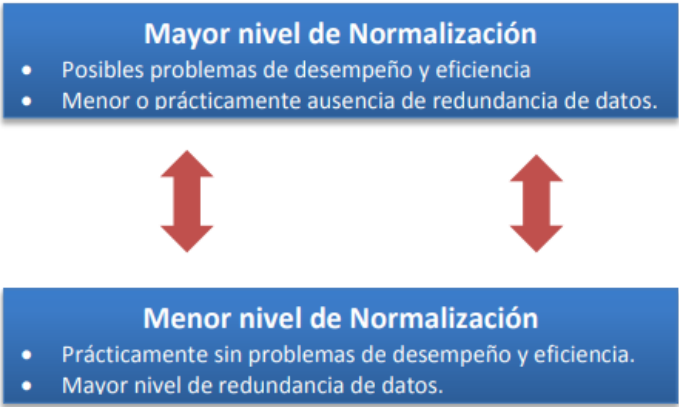 Mayor nivel de Normalización
• Posibles problemas de desempeño y eficiencia
• Menor o prácticamente ausencia de redundancia de datos.
Menor nivel de Normalización
• Prácticamente sin problemas de desempeño y eficiencia.
• Mayor nivel de redundancia de datos.